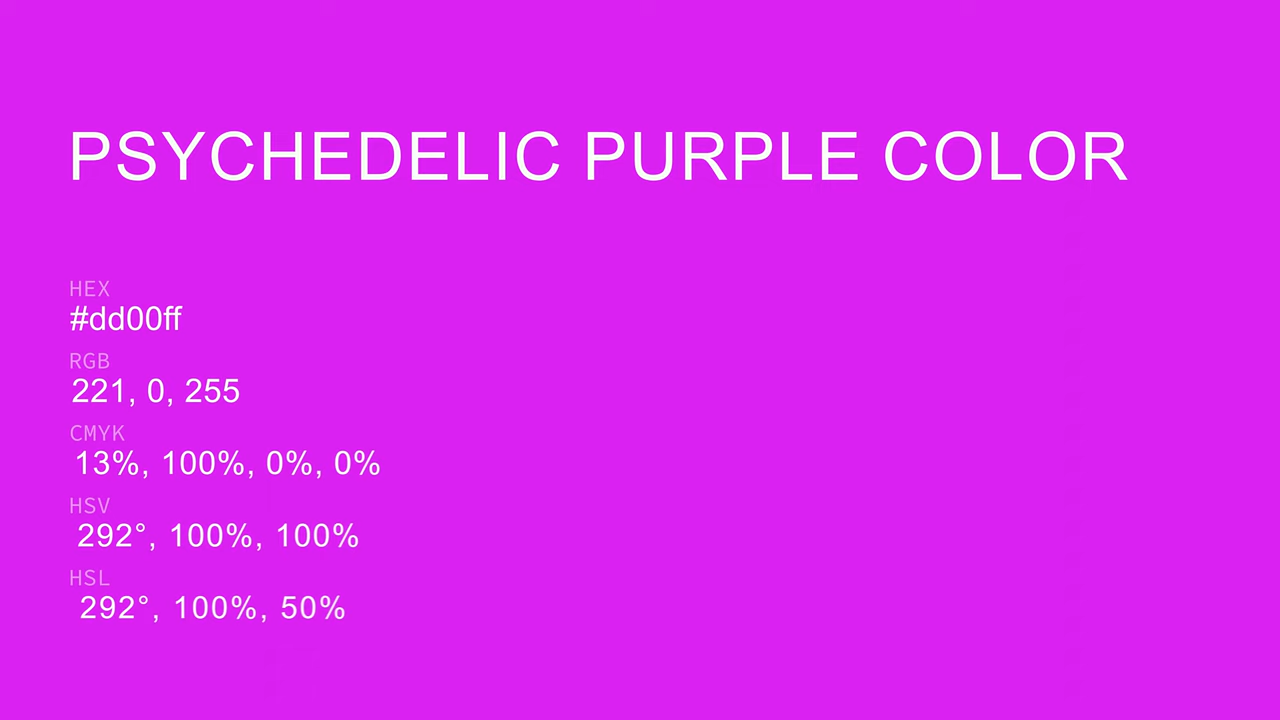 PSYCHEDELIC PURPLE COLOR
HEX
#dd00ff
RGB
221, 0, 255
CMYK
13%, 100%, 0%, 0%
HSV
292°, 100%, 100%
HSL
292°, 100%, 50%